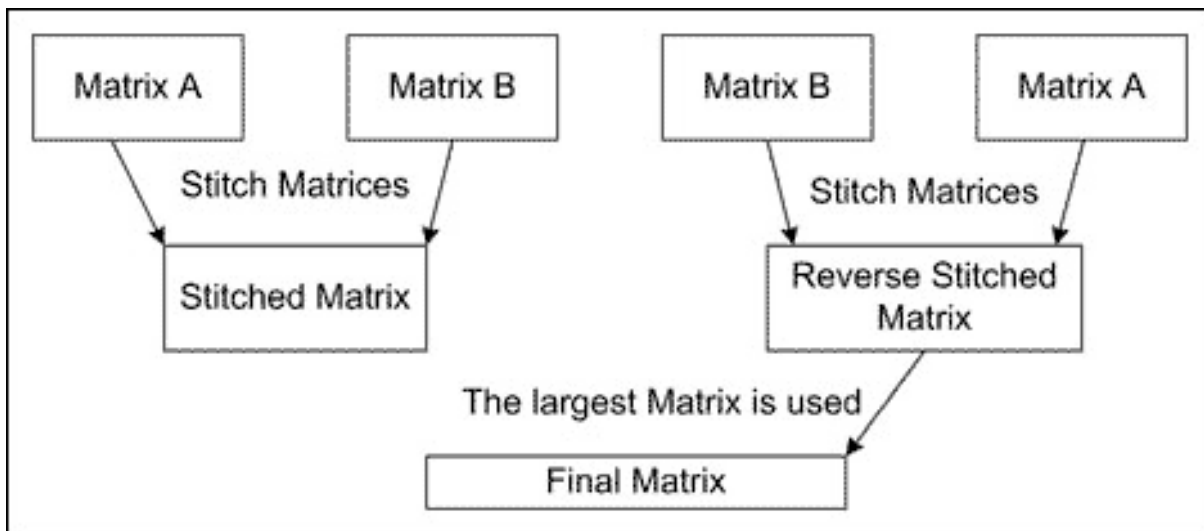 Matrix A
Matrix B
Matrix B
Matrix A
Stitch Matrices
Stitch Matrices
Stitched Matrix
Reverse Stitched
Matrix
The largest Matrix is used
Final Matrix